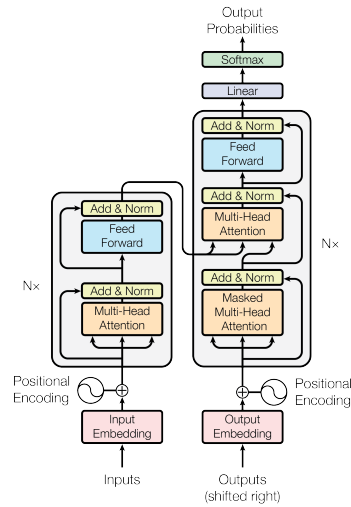 Output
Probabilities
Softmax
Linear
Add & Norm
Feed
Forward
Add & Norm
Multi-Head
Attention
Add & Norm
Masked
Multi-Head
Attention
Nx
Add & Norm
Feed
Forward
Add & Norm
Multi-Head
Attention
Nx
Positional
Encoding
Positional
Encoding
Input
Embedding
Output
Embedding
Inputs
Outputs
(shifted right)